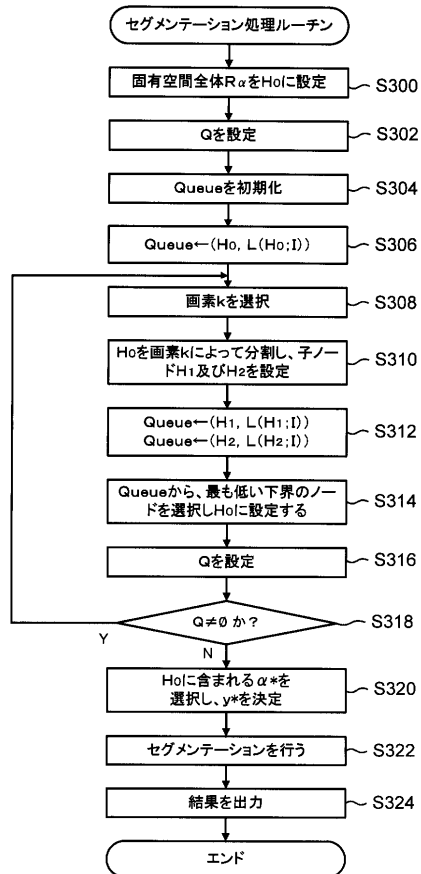 セグメンテーション処理ルーチン
固有空間全体RαをH0に設定
S300
Qを設定
S302
Queueを初期化
S304
Queue←(H0, L(H0;I))
S306
画素kを選択
S308
H0を画素kによって分割し、子ノ
ードH1及びH2を設定
S310
Queue←(H1, L(H1;I))
Queue←(H2, L(H2;I))
S312
Queueから、最も低い下界のノー
ドを選択しH0に設定する
S314
Qを設定
S316
Q≠∅か?
S318
Y
N
H0に含まれるα*を
選択し、y*を決定
S320
セグメンテーションを行う
S322
結果を出力
S324
エンド